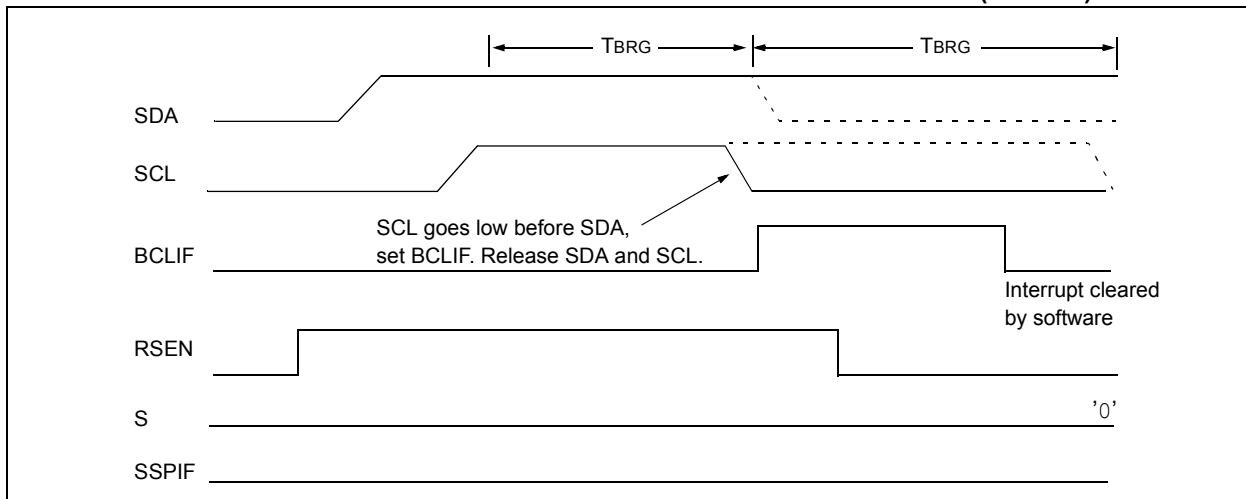 TBRG TBRG
SDA
SCL
SCL goes low before SDA,
set BCLIF. Release SDA and SCL.
BCLIF
Interrupt cleared
by software
RSEN
S '0'
SSPIF